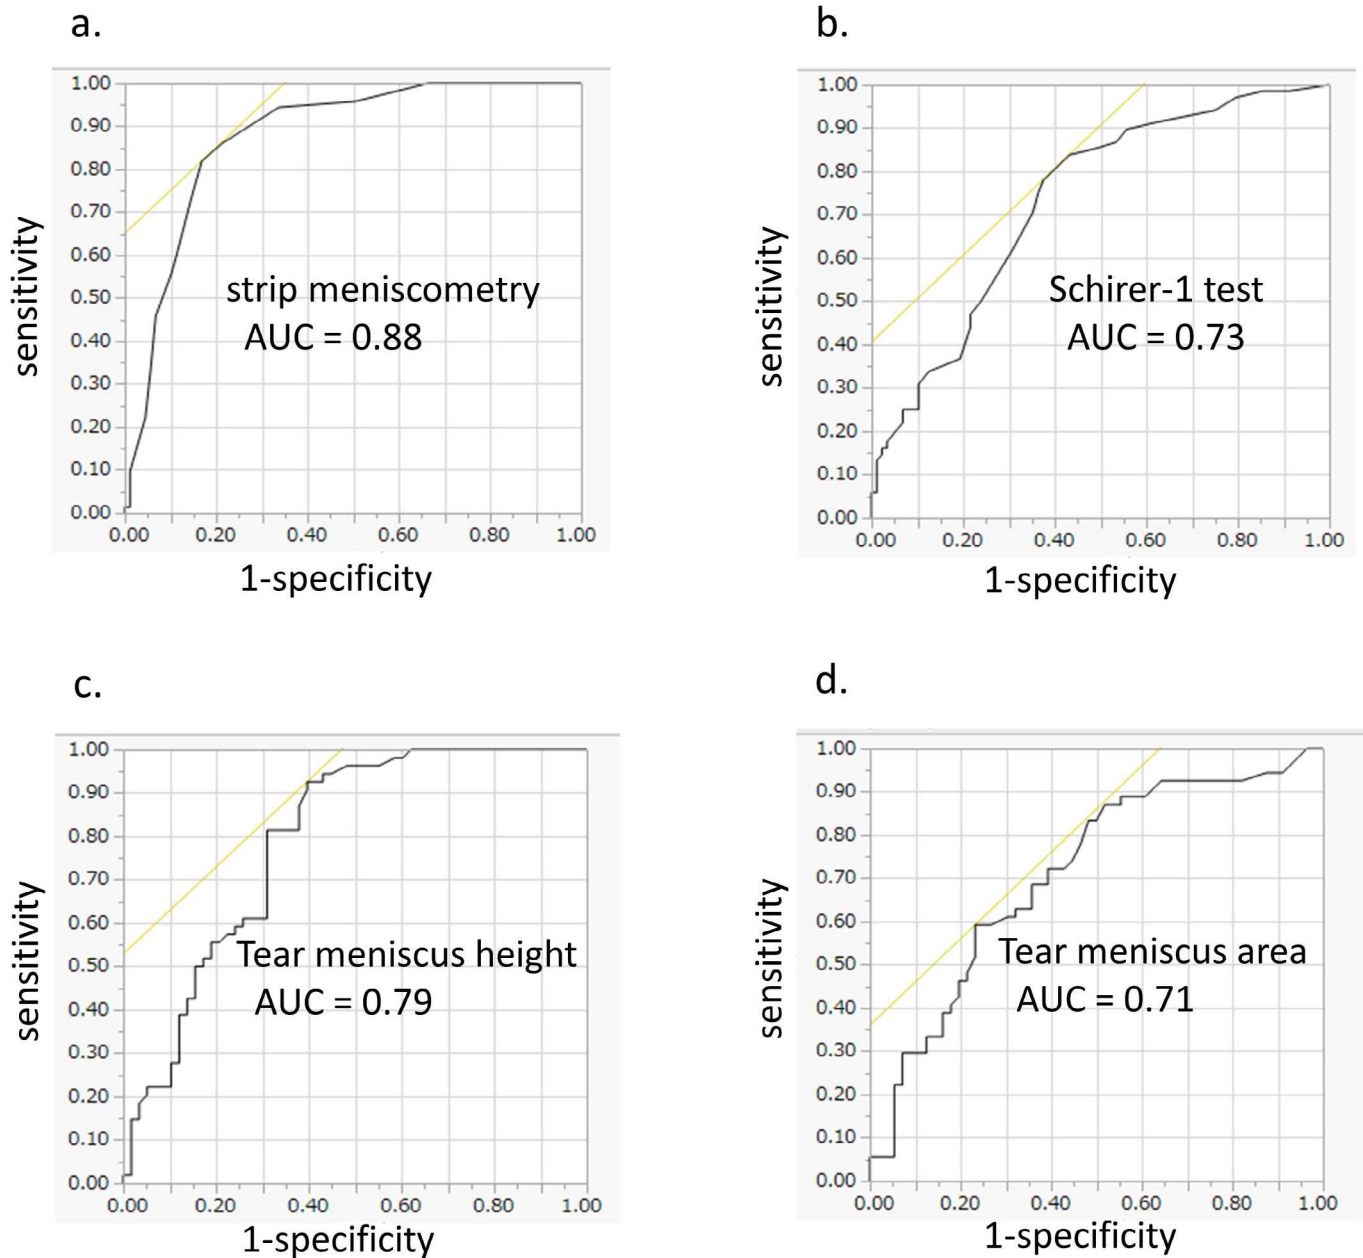 a.
1.00
0.90
0.80
0.70
0.60
0.50
0.40
0.30
0.20
0.10
0.00
sensitivity
strip meniscometry
AUC = 0.88
0.00 0.20 0.40 0.60 0.80 1.00
1-specificity
b.
1.00
0.90
0.80
0.70
0.60
0.50
0.40
0.30
0.20
0.10
0.00
sensitivity
Schirer-1 test
AUC = 0.73
0.00 0.20 0.40 0.60 0.80 1.00
1-specificity
c.
1.00
0.90
0.80
0.70
0.60
0.50
0.40
0.30
0.20
0.10
0.00
sensitivity
Tear meniscus height
AUC = 0.79
0.00 0.20 0.40 0.60 0.80 1.00
1-specificity
d.
1.00
0.90
0.80
0.70
0.60
0.50
0.40
0.30
0.20
0.10
0.00
sensitivity
Tear meniscus area
AUC = 0.71
0.00 0.20 0.40 0.60 0.80 1.00
1-specificity